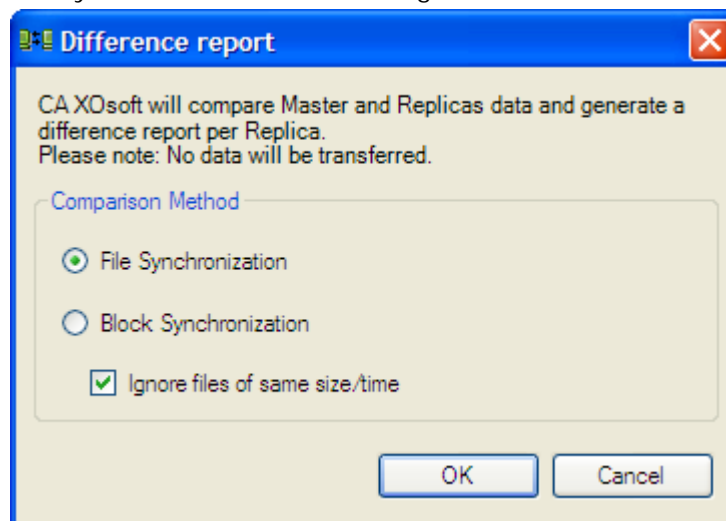 Difference report
CA XOsoft will compare Master and Replicas data and generate a
difference report per Replica.
Please note: No data will be transferred.
Comparison Method
File Synchronization
Block Synchronization
Ignore files of same size/time
OK
Cancel